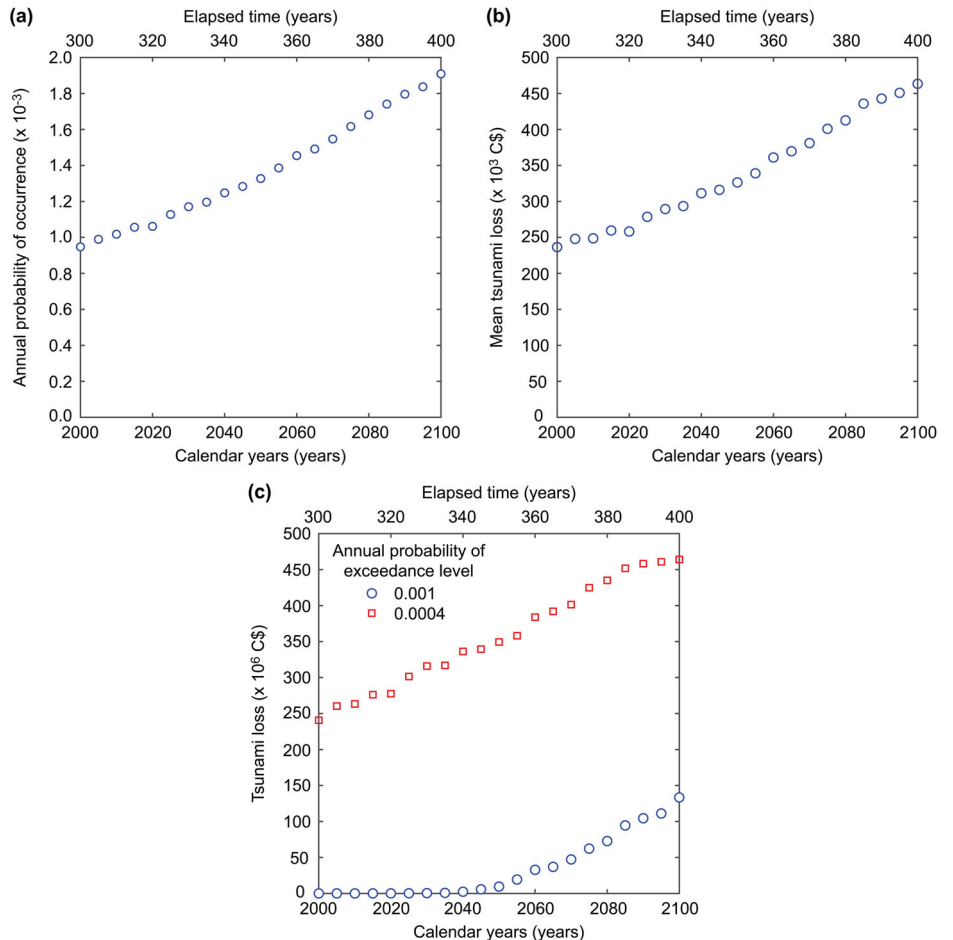 (a)
Elapsed time (years)
300 320 340 360 380 400
Annual probability of occurrence (x 10⁻³)
2.0
1.8
1.6
1.4
1.2
1.0
0.8
0.6
0.4
0.2
0.0
2000 2020 2040 2060 2080 2100
Calendar years (years)
(b)
Elapsed time (years)
300 320 340 360 380 400
Mean tsunami loss (x 10³ C$)
500
450
400
350
300
250
200
150
100
50
0
2000 2020 2040 2060 2080 2100
Calendar years (years)
(c)
Elapsed time (years)
300 320 340 360 380 400
Tsunami loss (x 10⁶ C$)
500
450
400
350
300
250
200
150
100
50
0
Annual probability of
exceedance level
0.001
0.0004
2000 2020 2040 2060 2080 2100
Calendar years (years)